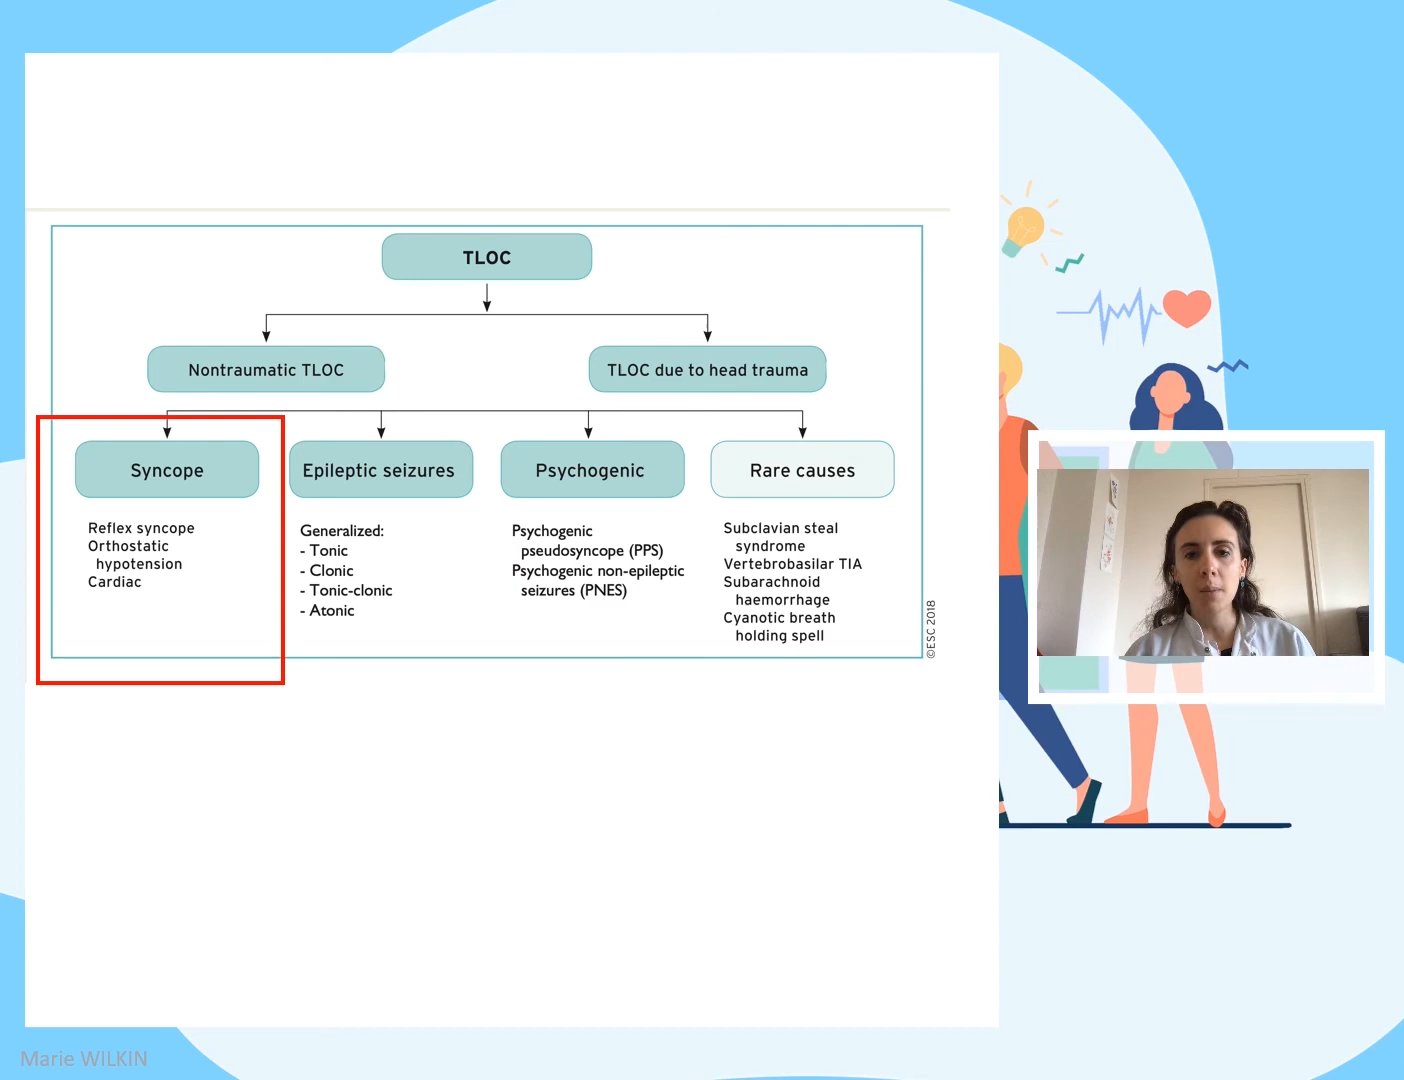 TLOC
Nontraumatic TLOC
TLOC due to head trauma
Syncope
Epileptic seizures
Psychogenic
Rare causes
Reflex syncope
Orthostatic
hypotension
Cardiac
Generalized:
- Tonic
- Clonic
- Tonic-clonic
- Atonic
Psychogenic
pseudosyncope (PPS)
Psychogenic non-epileptic
seizures (PNES)
Subclavian steal
syndrome
Vertebrobasilar TIA
Subarachnoid
haemorrhage
Cyanotic breath
holding spell
©ESC 2018
Marie WILKIN